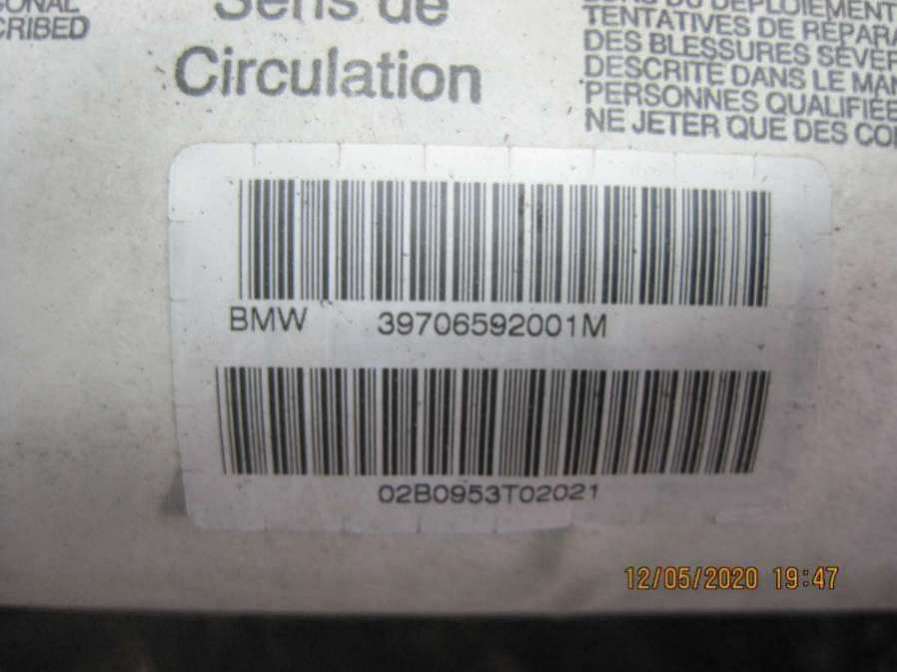 CRIBED
Sens de
Circulation
TENTATIVES DE RÉPARA
DES BLESSURES SÉVÈR
DESCRITE DANS LE MAN
PERSONNES QUALIFIÉE
NE JETER QUE DES CO
BMW 39706592001M
02B0953T02021
12/05/2020 19:47